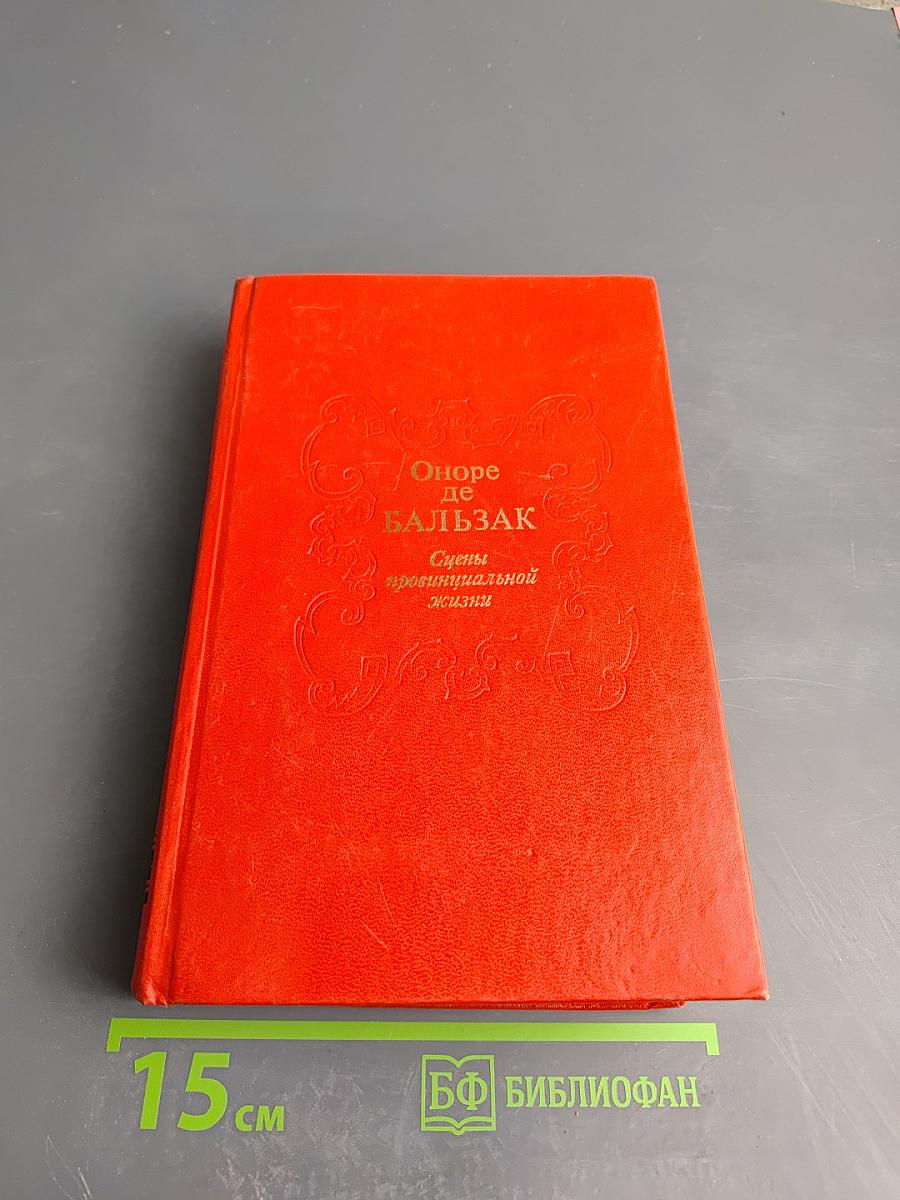 Оноре
де
БАЛЬЗАК
Сцены
провинциальной
жизни
15 см
БФ БИБЛИОФАН